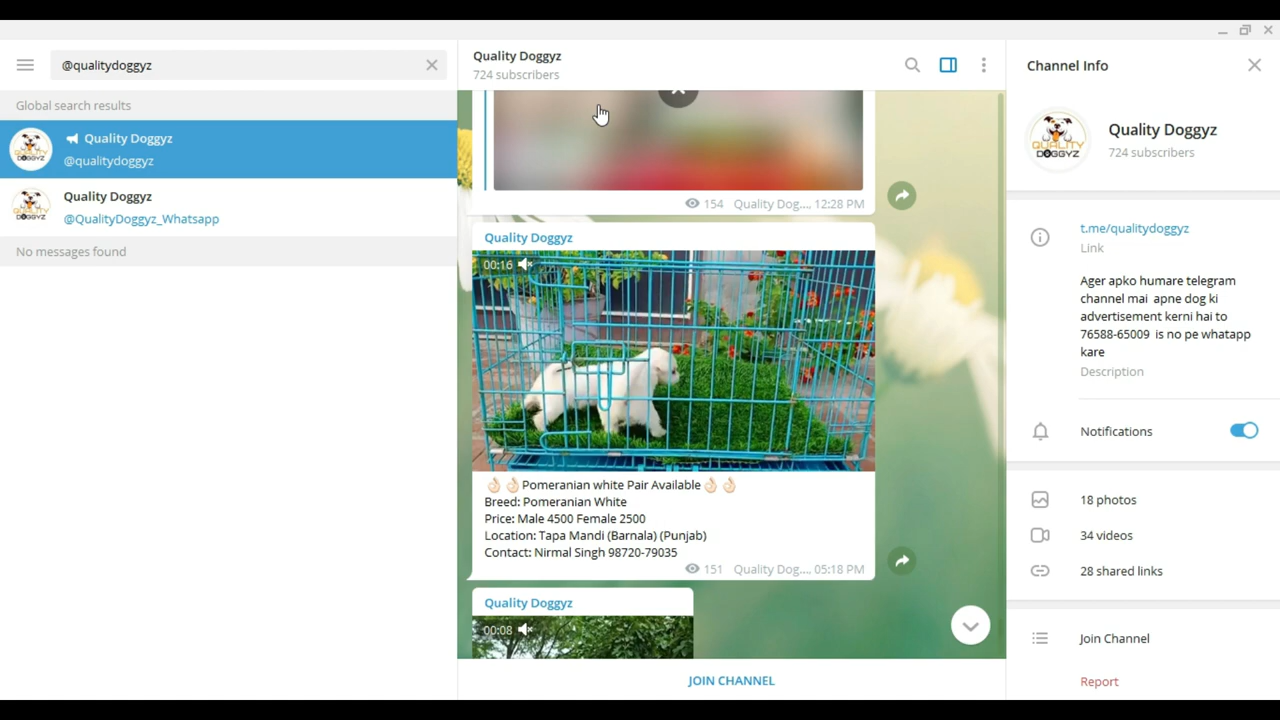 @qualitydoggyz
Global search results
Quality Doggyz
@qualitydoggyz
Quality Doggyz
@QualityDoggyz_Whatsapp
No messages found
Quality Doggyz
724 subscribers
154 Quality Dog..., 12:28 PM
Quality Doggyz
00:16
👌🏻👌🏻Pomeranian white Pair Available👌🏻👌🏻
Breed: Pomeranian White
Price: Male 4500 Female 2500
Location: Tapa Mandi (Barnala) (Punjab)
Contact: Nirmal Singh 98720-79035
151 Quality Dog..., 05:18 PM
Quality Doggyz
00:08
JOIN CHANNEL
Channel Info
QUALITY
DOGGYZ
Quality Doggyz
724 subscribers
t.me/qualitydoggyz
Link
Ager apko humare telegram
channel mai apne dog ki
advertisement kerni hai to
76588-65009 is no pe whatapp
kare
Description
Notifications
18 photos
34 videos
28 shared links
Join Channel
Report